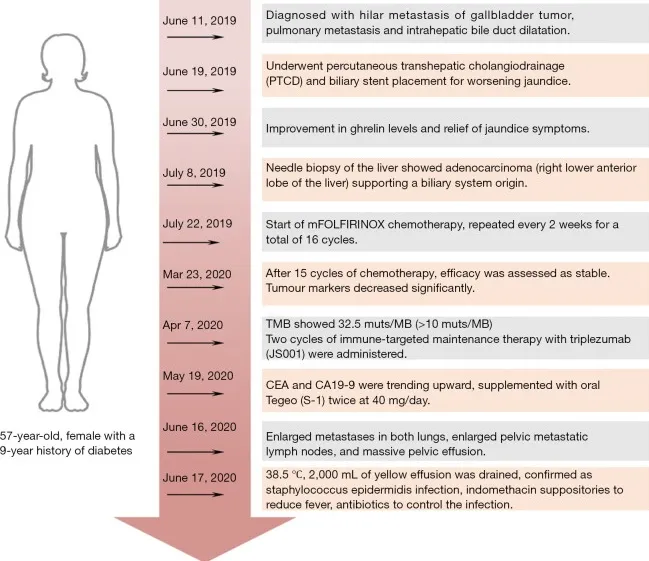 June 11, 2019
Diagnosed with hilar metastasis of gallbladder tumor,
pulmonary metastasis and intrahepatic bile duct dilatation.
June 19, 2019
Underwent percutaneous transhepatic cholangiodrainage
(PTCD) and biliary stent placement for worsening jaundice.
June 30, 2019
Improvement in ghrelin levels and relief of jaundice symptoms.
July 8, 2019
Needle biopsy of the liver showed adenocarcinoma (right lower anterior
lobe of the liver) supporting a biliary system origin.
July 22, 2019
Start of mFOLFIRINOX chemotherapy, repeated every 2 weeks for a
total of 16 cycles.
Mar 23, 2020
After 15 cycles of chemotherapy, efficacy was assessed as stable.
Tumour markers decreased significantly.
Apr 7, 2020
TMB showed 32.5 muts/MB (>10 muts/MB)
Two cycles of immune-targeted maintenance therapy with triplezumab
(JS001) were administered.
May 19, 2020
CEA and CA19-9 were trending upward, supplemented with oral
Tegeo (S-1) twice at 40 mg/day.
57-year-old, female with a
9-year history of diabetes
June 16, 2020
Enlarged metastases in both lungs, enlarged pelvic metastatic
lymph nodes, and massive pelvic effusion.
June 17, 2020
38.5 ℃, 2,000 mL of yellow effusion was drained, confirmed as
staphylococcus epidermidis infection, indomethacin suppositories to
reduce fever, antibiotics to control the infection.